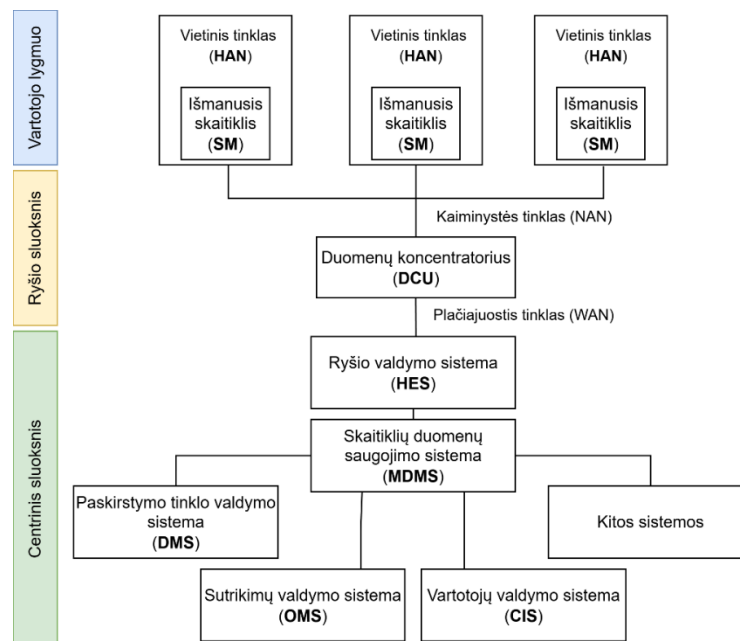 Vartotojo lygmuo
Vietinis tinklas
(HAN)
Išmanusis
skaitiklis
(SM)
Vietinis tinklas
(HAN)
Išmanusis
skaitiklis
(SM)
Vietinis tinklas
(HAN)
Išmanusis
skaitiklis
(SM)
Ryšio sluoksnis
Kaiminystės tinklas (NAN)
Duomenų koncentratorius
(DCU)
Plačiajuostis tinklas (WAN)
Centrinis sluoksnis
Ryšio valdymo sistema
(HES)
Skaitiklių duomenų
saugojimo sistema
(MDMS)
Paskirstymo tinklo valdymo
sistema
(DMS)
Kitos sistemos
Sutrikimų valdymo sistema
(OMS)
Vartotojų valdymo sistema
(CIS)